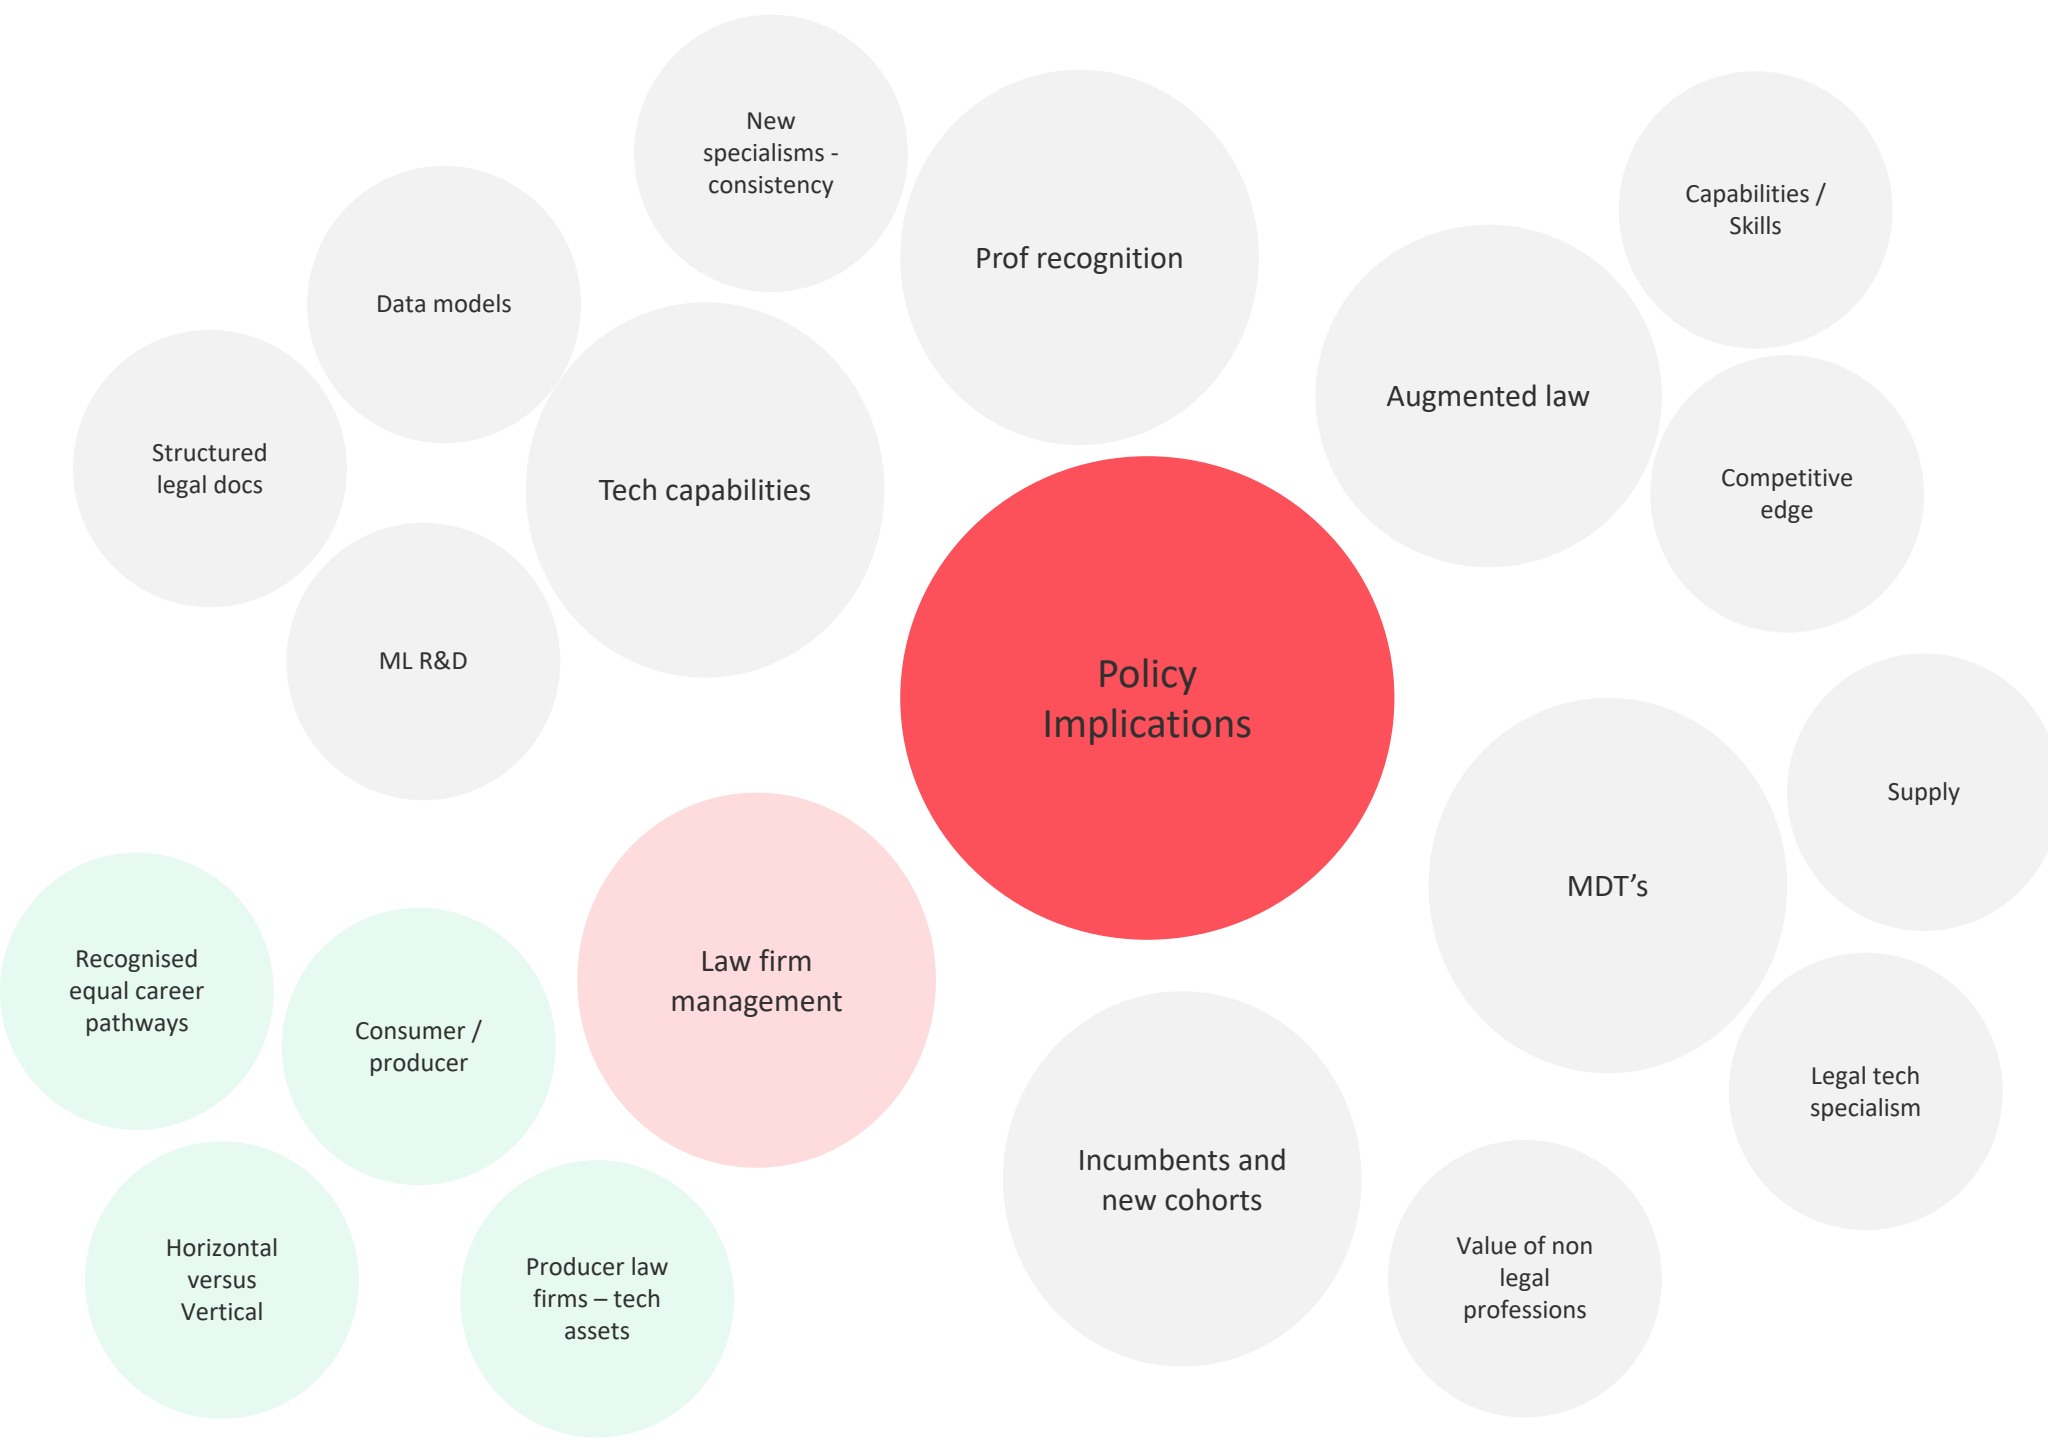 New
specialisms -
consistency
Prof recognition
Capabilities /
Skills
Data models
Augmented law
Structured
legal docs
Tech capabilities
Competitive
edge
ML R&D
Policy
Implications
Supply
MDT’s
Law firm
management
Recognised
equal career
pathways
Consumer /
producer
Legal tech
specialism
Incumbents and
new cohorts
Horizontal
versus
Vertical
Producer law
firms – tech
assets
Value of non
legal
professions